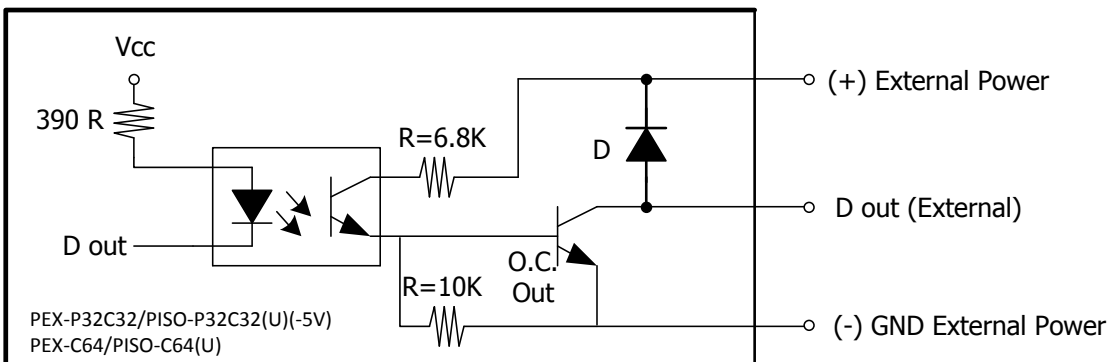 Vcc
390 R
R=6.8K
(+) External Power
D
D out
D out (External)
O.C.
Out
R=10K
(-) GND External Power
PEX-P32C32/PISO-P32C32(U)(-5V)
PEX-C64/PISO-C64(U)